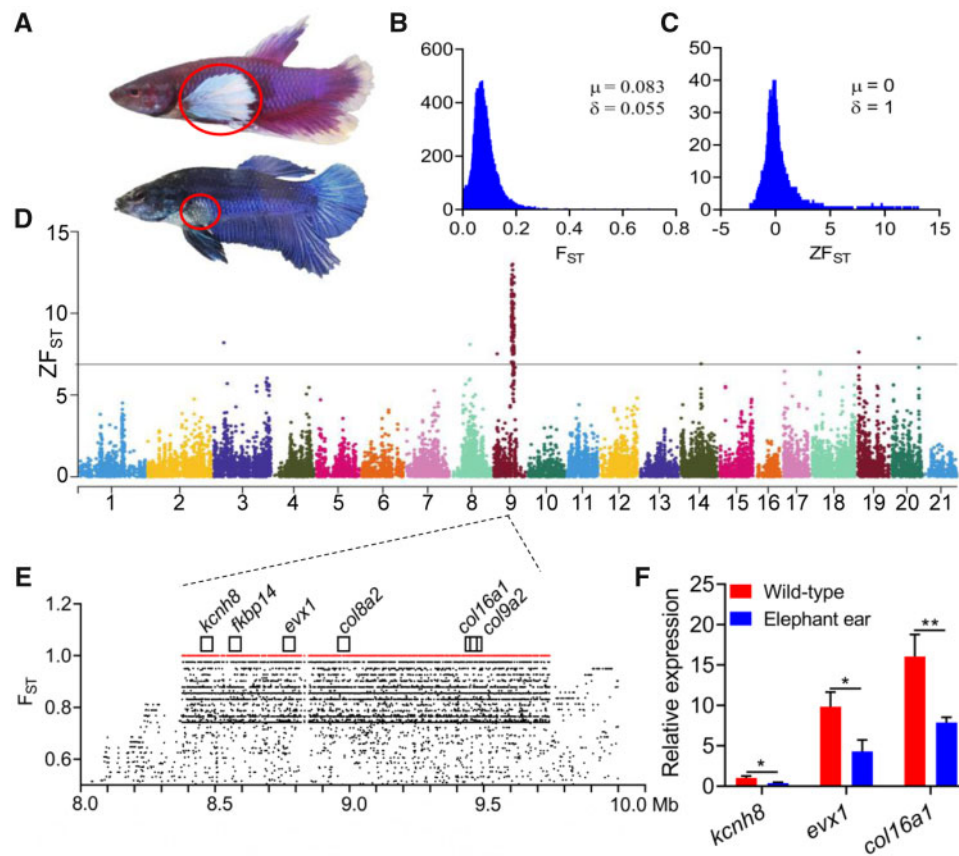 A
B
600
400
200
0
0.0 0.2 0.4 0.6 0.8
F_ST
μ = 0.083
δ = 0.055
C
50
40
30
20
10
0
-5 0 5 10 15
ZF_ST
μ = 0
δ = 1
D
15
10
5
0
ZF_ST
1 2 3 4 5 6 7 8 9 10 11 12 13 14 15 16 17 18 19 20 21
E
1.2
1.0
0.8
0.6
F_ST
kcnh8 fkbp14 evx1 col8a2 col16a1 col9a2
8.0 8.5 9.0 9.5 10.0 Mb
F
25
20
15
10
5
0
Relative expression
Wild-type
Elephant ear
* * **
kcnh8 evx1 col16a1